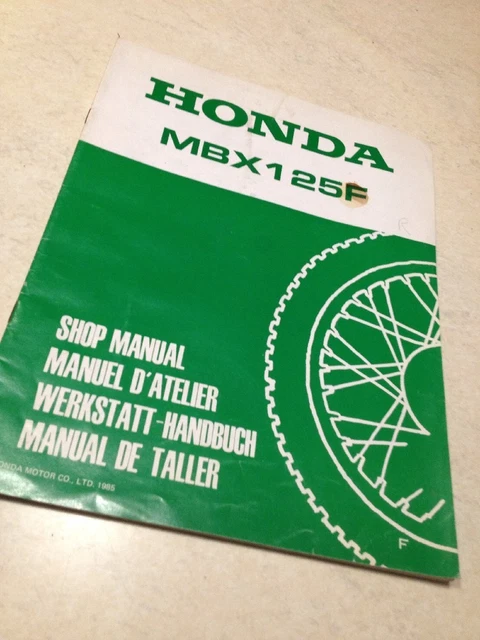 HONDA
MBX125F
R
SHOP MANUAL
MANUEL D'ATELIER
WERKSTATT-HANDBUCH
MANUAL DE TALLER
ONDA MOTOR CO., LTD. 1985
F